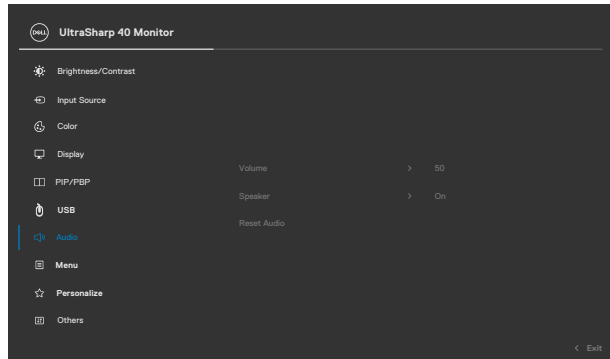 DELL UltraSharp 40 Monitor
Brightness/Contrast
Input Source
Color
Display
Volume > 50
PIP/PBP
Speaker > On
USB
Reset Audio
Audio
Menu
Personalize
Others
< Exit